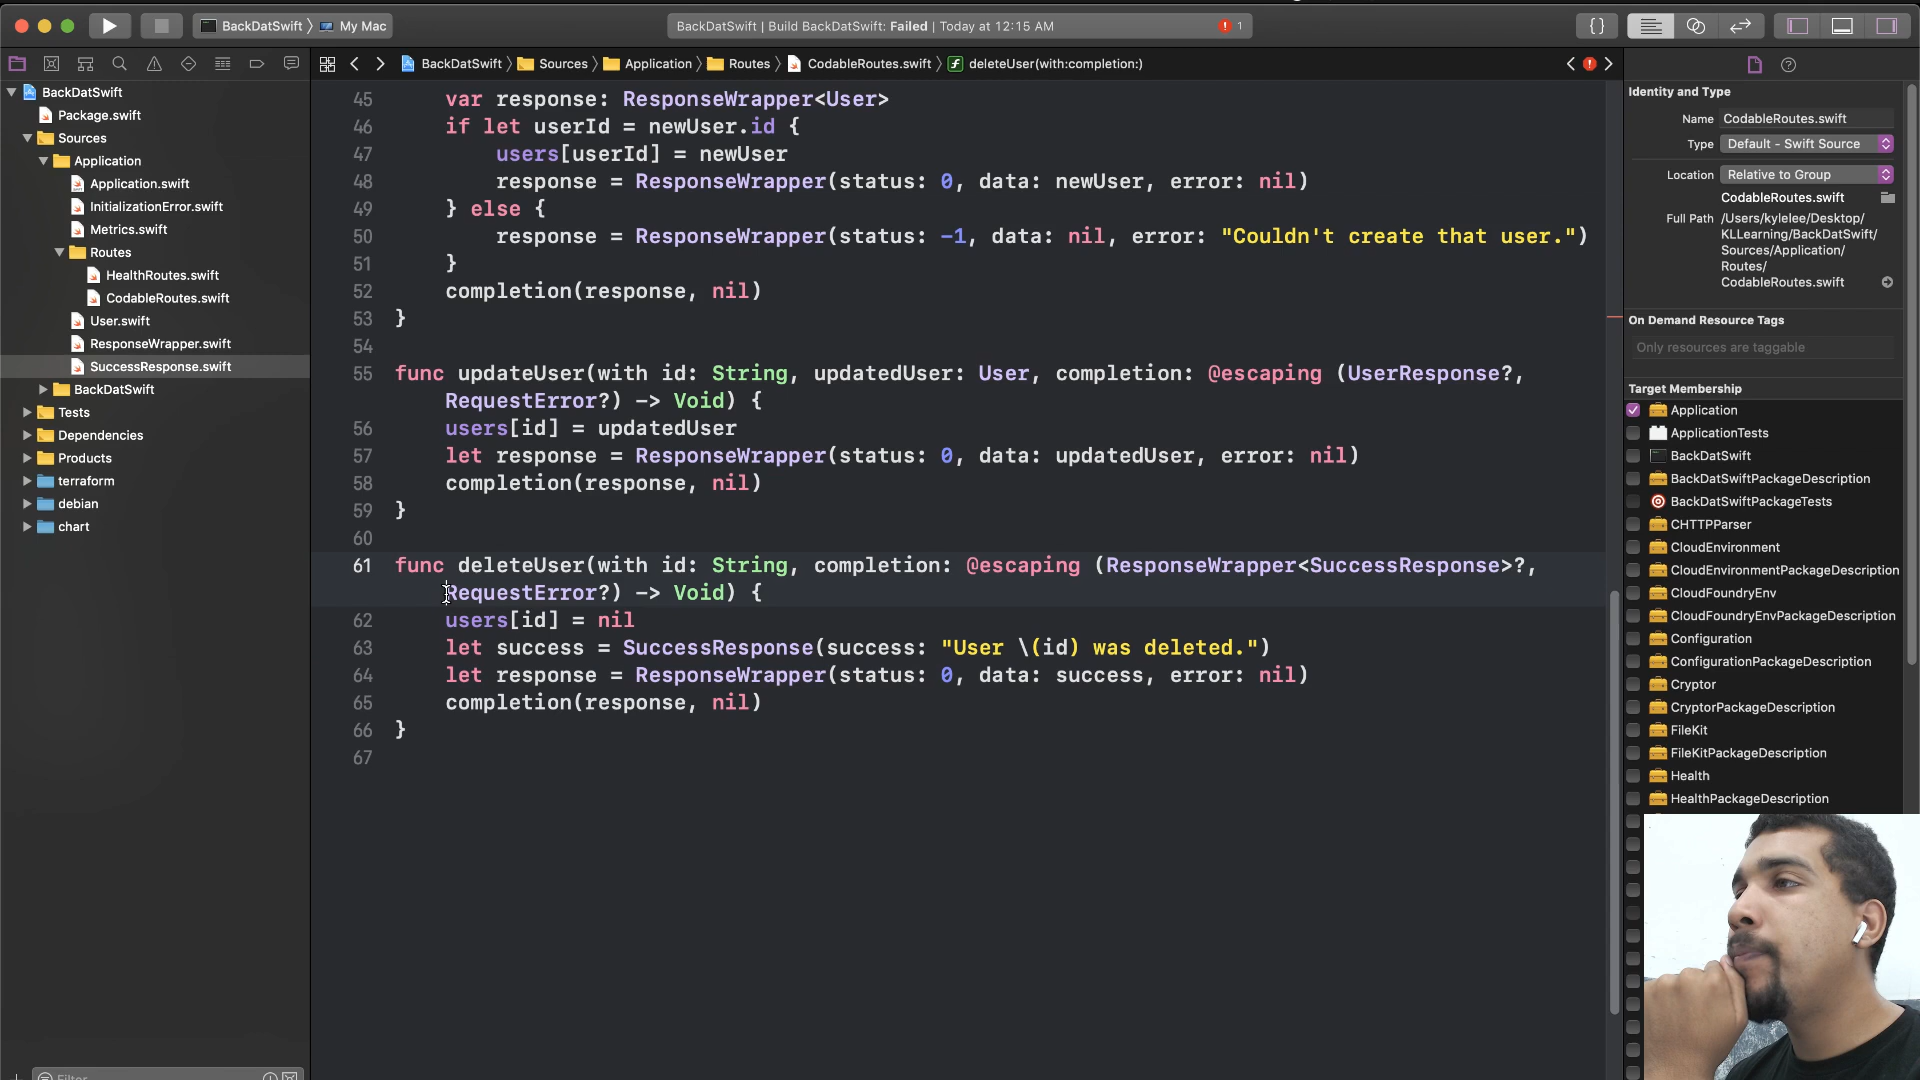 BackDatSwift 〉 My Mac
BackDatSwift | Build BackDatSwift: Failed | Today at 12:15 AM
1
{}
BackDatSwift 〉 Sources 〉 Application 〉 Routes 〉 CodableRoutes.swift 〉 deleteUser(with:completion:)
BackDatSwift
Package.swift
Sources
Application
Application.swift
InitializationError.swift
Metrics.swift
Routes
HealthRoutes.swift
CodableRoutes.swift
User.swift
ResponseWrapper.swift
SuccessResponse.swift
BackDatSwift
Tests
Dependencies
Products
terraform
debian
chart
Filter
45 var response: ResponseWrapper<User>
46 if let userId = newUser.id {
47 users[userId] = newUser
48 response = ResponseWrapper(status: 0, data: newUser, error: nil)
49 } else {
50 response = ResponseWrapper(status: -1, data: nil, error: "Couldn't create that user.")
51 }
52 completion(response, nil)
53 }
54
55 func updateUser(with id: String, updatedUser: User, completion: @escaping (UserResponse?,
RequestError?) -> Void) {
56 users[id] = updatedUser
57 let response = ResponseWrapper(status: 0, data: updatedUser, error: nil)
58 completion(response, nil)
59 }
60
61 func deleteUser(with id: String, completion: @escaping (ResponseWrapper<SuccessResponse>?,
RequestError?) -> Void) {
62 users[id] = nil
63 let success = SuccessResponse(success: "User \(id) was deleted.")
64 let response = ResponseWrapper(status: 0, data: success, error: nil)
65 completion(response, nil)
66 }
67
Identity and Type
Name CodableRoutes.swift
Type Default - Swift Source
Location Relative to Group
CodableRoutes.swift
Full Path /Users/kylelee/Desktop/
KLLearning/BackDatSwift/
Sources/Application/
Routes/
CodableRoutes.swift
On Demand Resource Tags
Only resources are taggable
Target Membership
Application
ApplicationTests
BackDatSwift
BackDatSwiftPackageDescription
BackDatSwiftPackageTests
CHTTPParser
CloudEnvironment
CloudEnvironmentPackageDescription
CloudFoundryEnv
CloudFoundryEnvPackageDescription
Configuration
ConfigurationPackageDescription
Cryptor
CryptorPackageDescription
FileKit
FileKitPackageDescription
Health
HealthPackageDescription